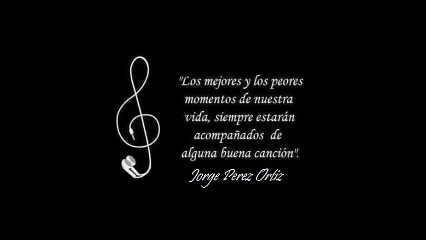 "Los mejores y los peores
momentos de nuestra
vida, siempre estarán
acompañados de
alguna buena canción".
Jorge Perez Ortiz